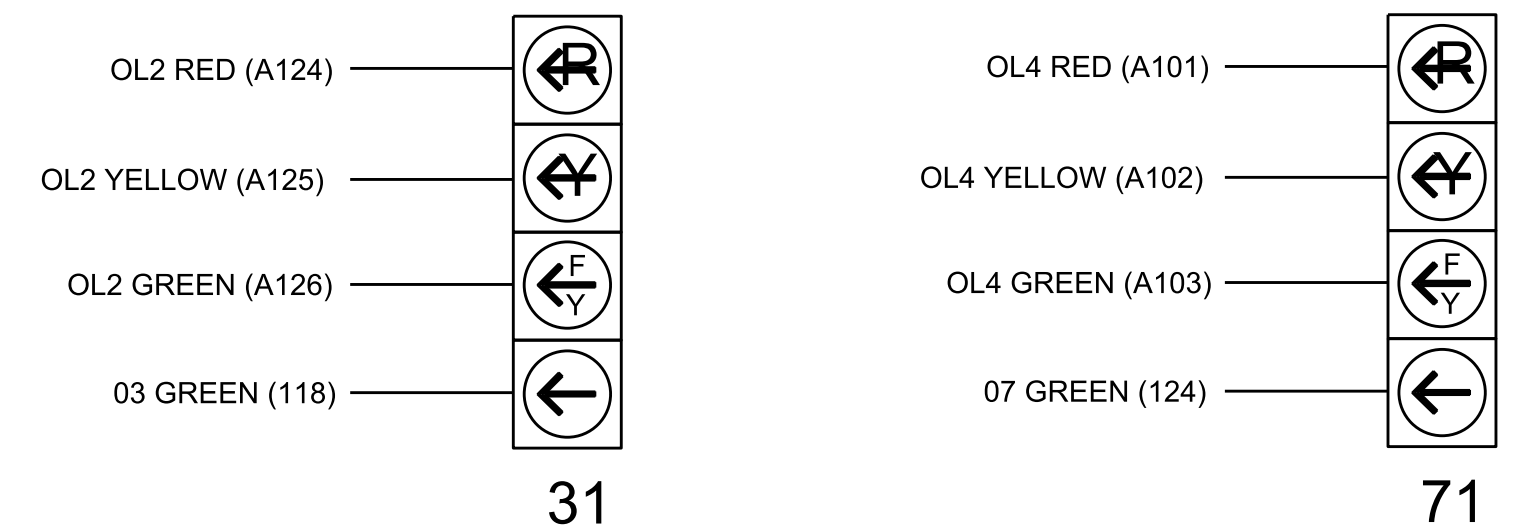 OL2 RED (A124)
R
OL2 YELLOW (A125)
Y
OL2 GREEN (A126)
F
Y
03 GREEN (118)
31
OL4 RED (A101)
R
OL4 YELLOW (A102)
Y
OL4 GREEN (A103)
F
Y
07 GREEN (124)
71